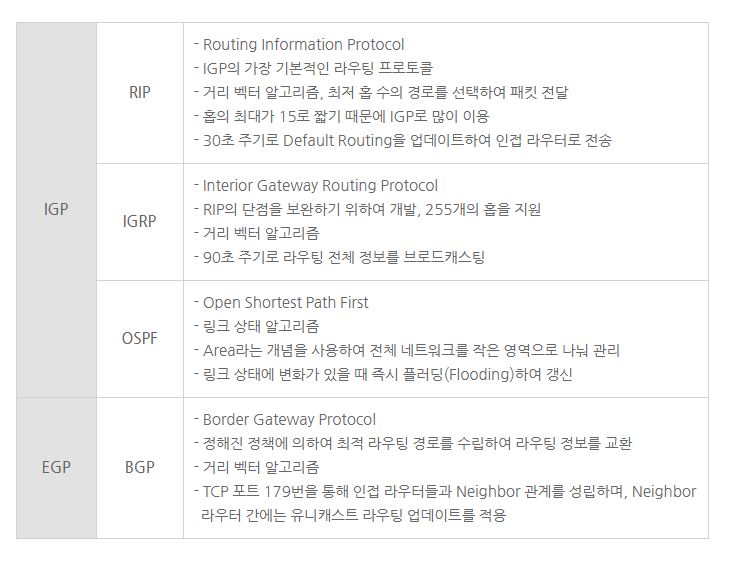 IGP
RIP
- Routing Information Protocol
- IGP의 가장 기본적인 라우팅 프로토콜
- 거리 벡터 알고리즘, 최저 홉 수의 경로를 선택하여 패킷 전달
- 홉의 최대가 15로 짧기 때문에 IGP로 많이 이용
- 30초 주기로 Default Routing을 업데이트하여 인접 라우터로 전송
IGRP
- Interior Gateway Routing Protocol
- RIP의 단점을 보완하기 위하여 개발, 255개의 홉을 지원
- 거리 벡터 알고리즘
- 90초 주기로 라우팅 전체 정보를 브로드캐스팅
OSPF
- Open Shortest Path First
- 링크 상태 알고리즘
- Area라는 개념을 사용하여 전체 네트워크를 작은 영역으로 나눠 관리
- 링크 상태에 변화가 있을 때 즉시 플러딩(Flooding)하여 갱신
EGP
BGP
- Border Gateway Protocol
- 정해진 정책에 의하여 최적 라우팅 경로를 수립하여 라우팅 정보를 교환
- 거리 벡터 알고리즘
- TCP 포트 179번을 통해 인접 라우터들과 Neighbor 관계를 성립하며, Neighbor
라우터 간에는 유니캐스트 라우팅 업데이트를 적용